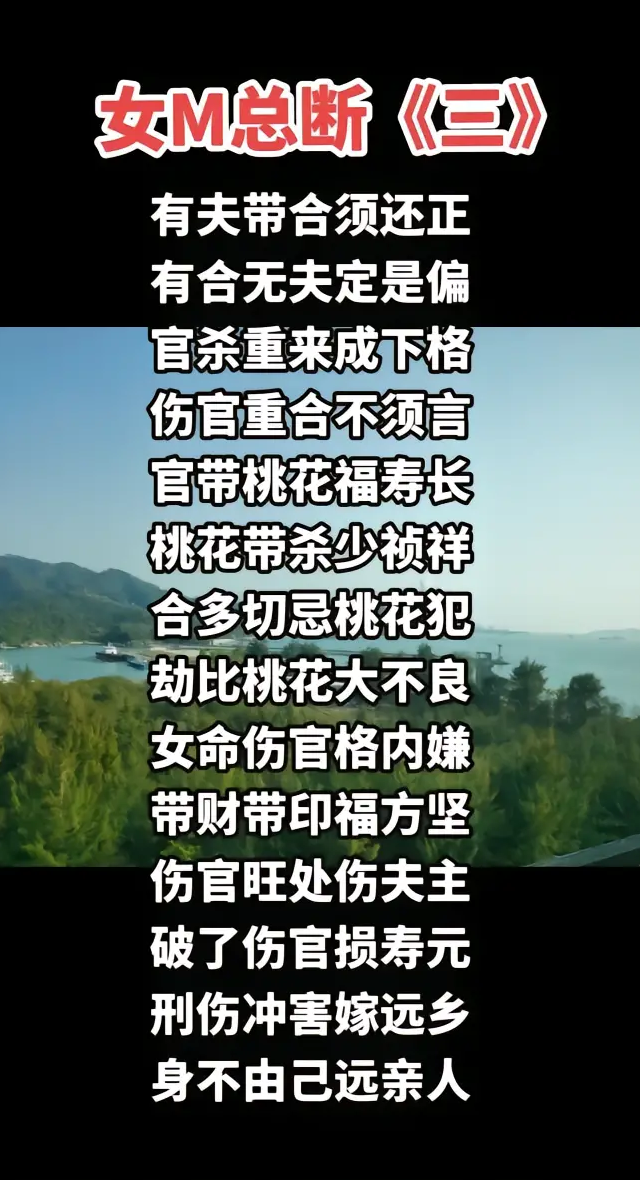 女M总断《三》
有夫带合须还正
有合无夫定是偏
官杀重来成下格
伤官重合不须言
官带桃花福寿长
桃花带杀少祯祥
合多切忌桃花犯
劫比桃花大不良
女命伤官格内嫌
带财带印福方坚
伤官旺处伤夫主
破了伤官损寿元
刑伤冲害嫁远乡
身不由己远亲人